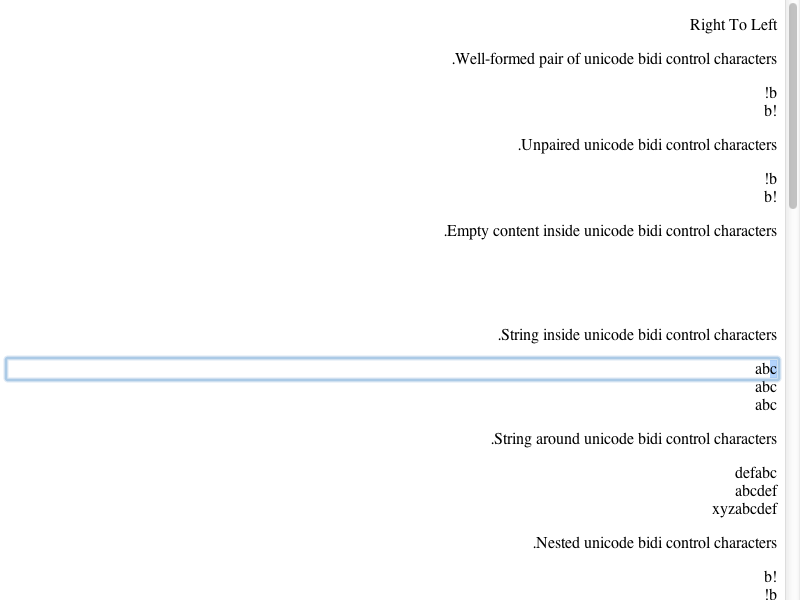 Right To Left
.Well-formed pair of unicode bidi control characters
!b
b!
.Unpaired unicode bidi control characters
!b
b!
.Empty content inside unicode bidi control characters
.String inside unicode bidi control characters
abc
abc
abc
.String around unicode bidi control characters
defabc
abcdef
xyzabcdef
.Nested unicode bidi control characters
b!
!b